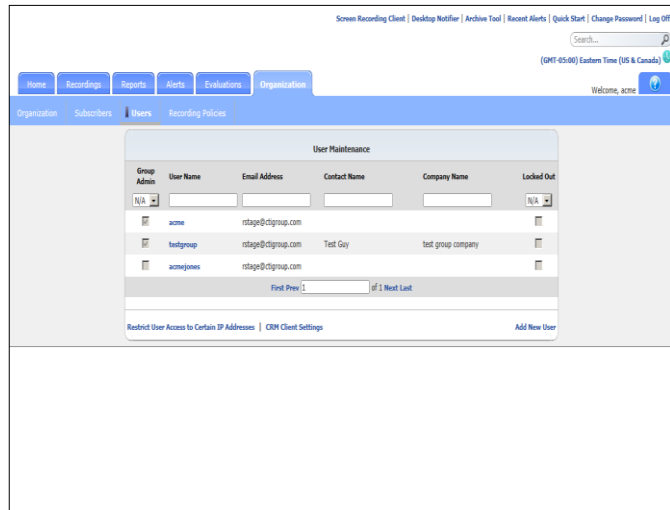 Screen Recording Client | Desktop Notifier | Archive Tool | Recent Alerts | Quick Start | Change Password | Log Off
Search...
(GMT-05:00) Eastern Time (US & Canada)
Home Recordings Reports Alerts Evaluations Organization
Welcome, acme
Organization Subscribers Users Recording Policies
User Maintenance
Group Admin User Name Email Address Contact Name Company Name Locked Out
N/A N/A
acme rstage@ctigroup.com
testgroup rstage@ctigroup.com Test Guy test group company
acmejones rstage@ctigroup.com
First Prev 1 of 1 Next Last
Restrict User Access to Certain IP Addresses | CRM Client Settings Add New User